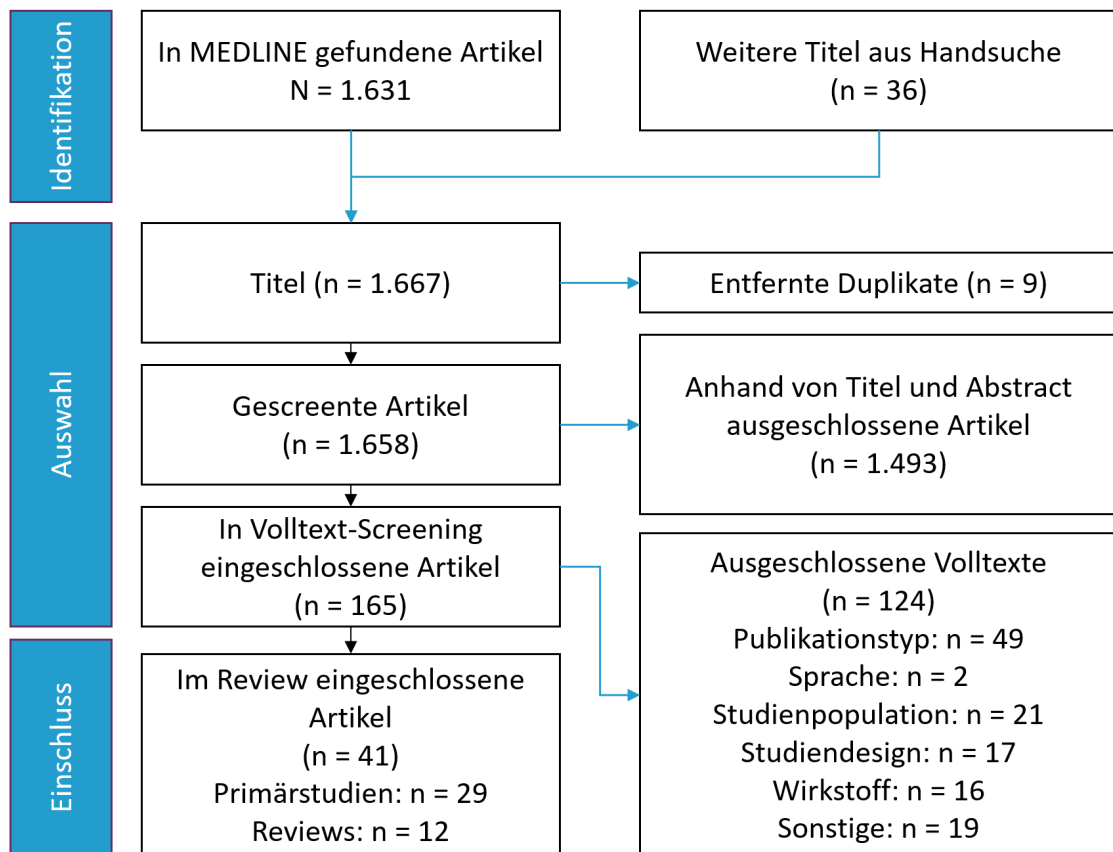 Identifikation
In MEDLINE gefundene Artikel
N = 1.631
Weitere Titel aus Handsuche
(n = 36)
Auswahl
Titel (n = 1.667)
Entfernte Duplikate (n = 9)
Gescreente Artikel
(n = 1.658)
Anhand von Titel und Abstract
ausgeschlossene Artikel
(n = 1.493)
In Volltext-Screening
eingeschlossene Artikel
(n = 165)
Ausgeschlossene Volltexte
(n = 124)
Publikationstyp: n = 49
Sprache: n = 2
Studienpopulation: n = 21
Studiendesign: n = 17
Wirkstoff: n = 16
Sonstige: n = 19
Einschluss
Im Review eingeschlossene
Artikel
(n = 41)
Primärstudien: n = 29
Reviews: n = 12